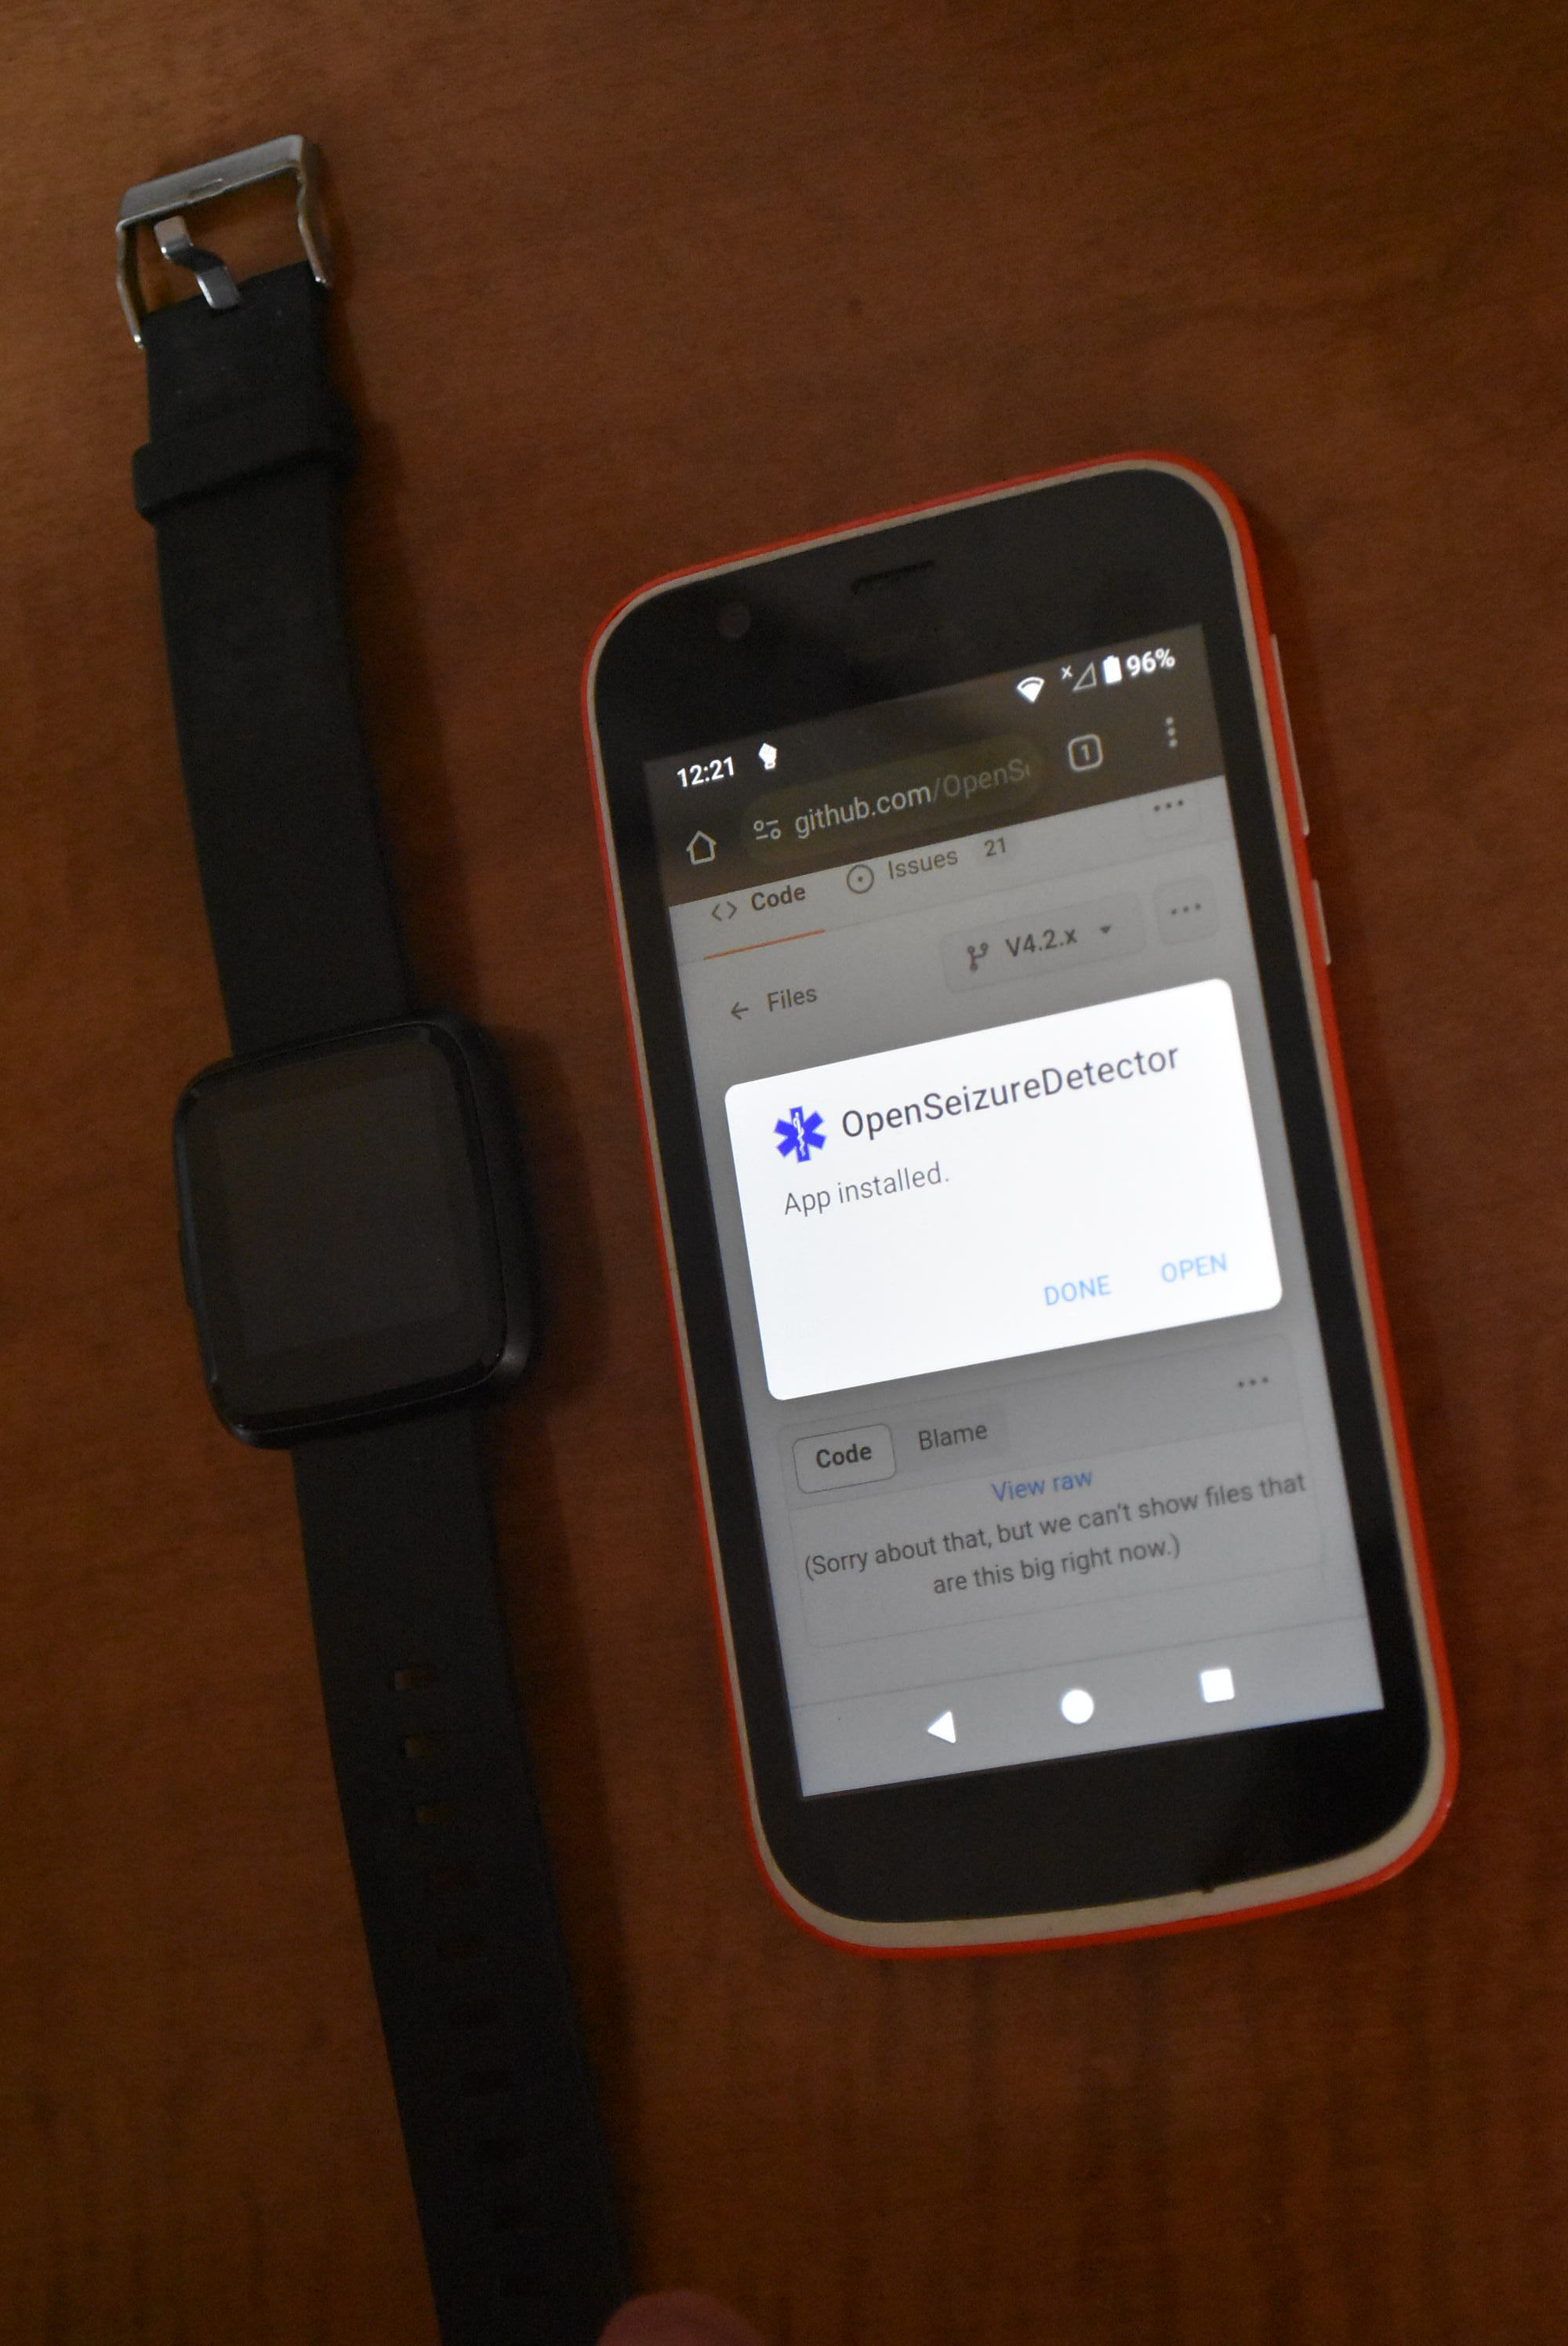 12:21 96%
github.com/OpenS 1
Code Issues 21
V4.2.x
Files
OpenSeizureDetector
App installed.
DONE OPEN
Code Blame
View raw
(Sorry about that, but we can't show files that
are this big right now.)